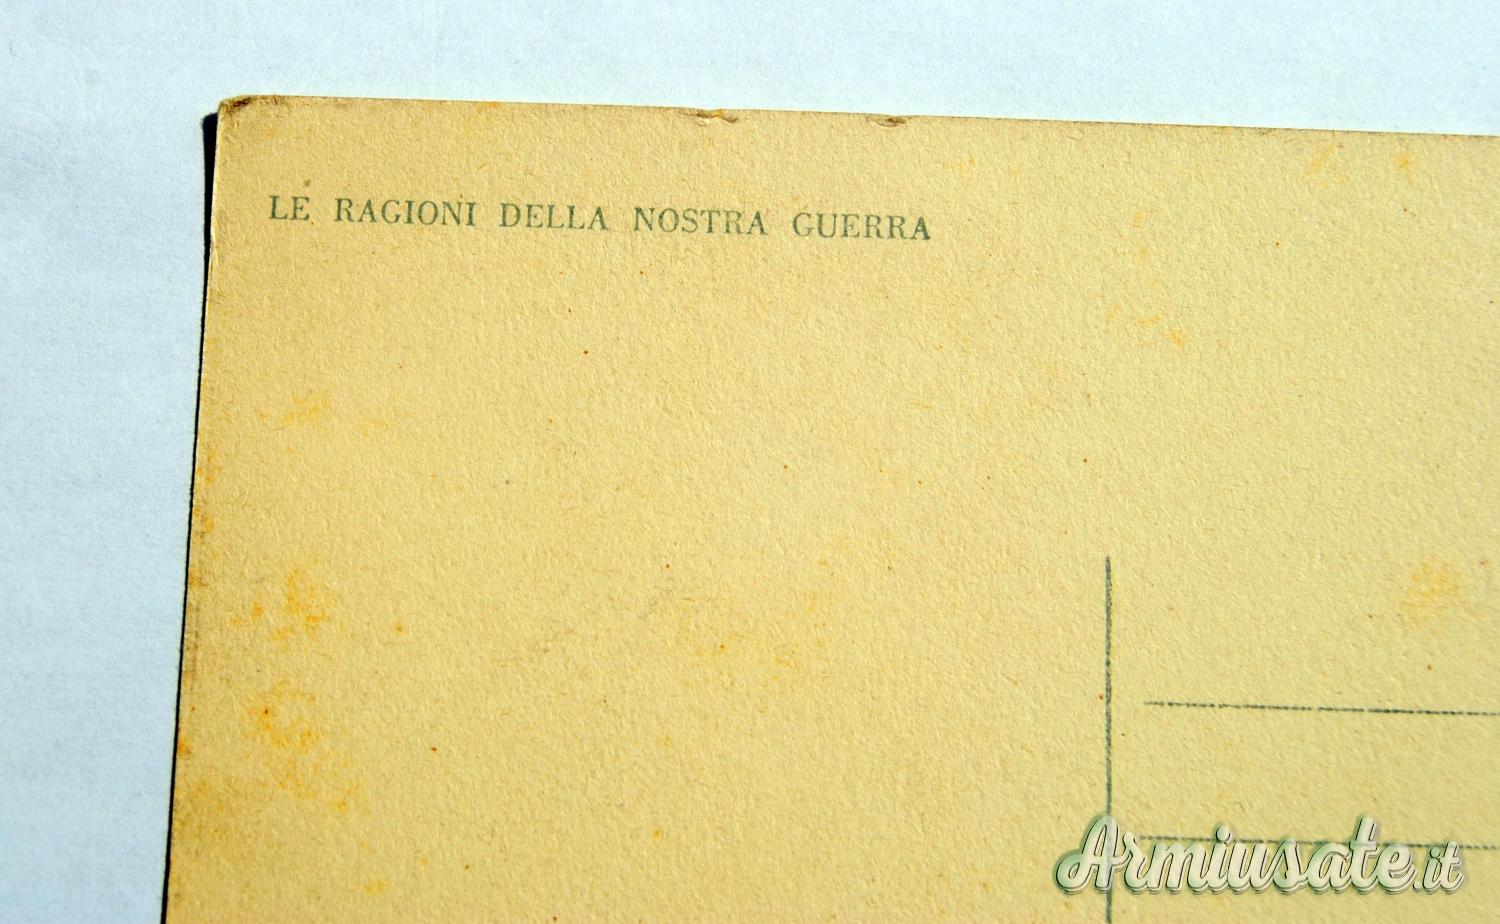 LE RAGIONI DELLA NOSTRA GUERRA
Armiusate.it